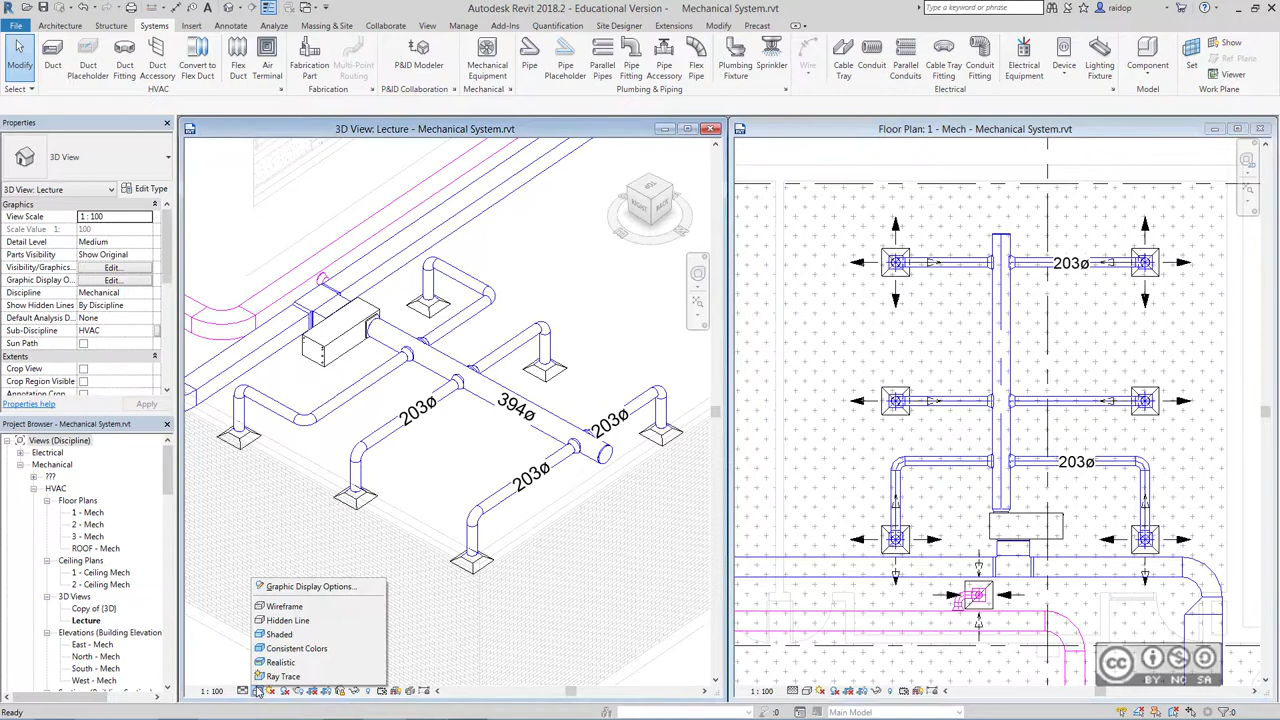 Autodesk Revit 2018.2 - Educational Version - Mechanical System.rvt
Type a keyword or phrase
raidop
File
Architecture
Structure
Systems
Insert
Annotate
Analyze
Massing & Site
Collaborate
View
Manage
Add-Ins
Quantification
Site Designer
Extensions
Modify
Precast
Modify
Duct
Duct Placeholder
Duct Fitting
Duct Accessory
Convert to Flex Duct
Flex Duct
Air Terminal
Fabrication Part
Multi-Point Routing
P&ID Modeler
Mechanical Equipment
Pipe
Pipe Placeholder
Parallel Pipes
Pipe Fitting
Pipe Accessory
Flex Pipe
Plumbing Fixture
Sprinkler
Wire
Cable Tray
Conduit
Parallel Conduits
Cable Tray Fitting
Conduit Fitting
Electrical Equipment
Device
Lighting Fixture
Component
Set
Show
Ref Plane
Viewer
Select
HVAC
Fabrication
P&ID Collaboration
Mechanical
Plumbing & Piping
Electrical
Model
Work Plane
Properties
3D View
3D View: Lecture
Edit Type
Graphics
View Scale 1 : 100
Scale Value 1: 100
Detail Level Medium
Parts Visibility Show Original
Visibility/Graphics Edit...
Graphic Display O... Edit...
Discipline Mechanical
Show Hidden Lines By Discipline
Default Analysis D... None
Sub-Discipline HVAC
Sun Path
Extents
Crop View
Crop Region Visible
Annotation Crop
Properties help
Apply
Project Browser - Mechanical System.rvt
Views (Discipline)
Electrical
Mechanical
???
HVAC
Floor Plans
1 - Mech
2 - Mech
3 - Mech
ROOF - Mech
Ceiling Plans
1 - Ceiling Mech
2 - Ceiling Mech
3D Views
Copy of {3D}
Lecture
Elevations (Building Elevation
East - Mech
North - Mech
South - Mech
West - Mech
3D View: Lecture - Mechanical System.rvt
RIGHT
BACK
203ø
394ø
203ø
203ø
Graphic Display Options...
Wireframe
Hidden Line
Shaded
Consistent Colors
Realistic
Ray Trace
1 : 100
Floor Plan: 1 - Mech - Mechanical System.rvt
203ø
203ø
1 : 100
CC
BY NC SA
Ready
:0
Main Model
:0